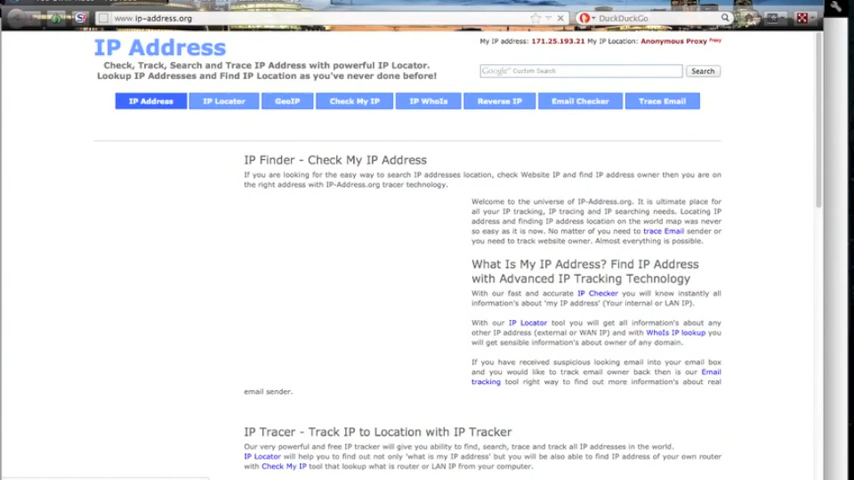 www.ip-address.org
DuckDuckGo
IP Address
My IP address: 171.25.193.21 My IP Location: Anonymous Proxy Proxy
Check, Track, Search and Trace IP Address with powerful IP Locator.
Lookup IP Addresses and Find IP Location as you've never done before!
Google Custom Search
Search
IP Address IP Locator GeoIP Check My IP IP WhoIs Reverse IP Email Checker Trace Email
IP Finder - Check My IP Address
If you are looking for the easy way to search IP addresses location, check Website IP and find IP address owner then you are on
the right address with IP-Address.org tracer technology.
Welcome to the universe of IP-Address.org. It is ultimate place for
all your IP tracking, IP tracing and IP searching needs. Locating IP
address and finding IP address location on the world map was never
so easy as it is now. No matter of you need to trace Email sender or
you need to track website owner. Almost everything is possible.
What Is My IP Address? Find IP Address
with Advanced IP Tracking Technology
With our fast and accurate IP Checker you will know instantly all
information's about 'my IP address' (Your internal or LAN IP).
With our IP Locator tool you will get all information's about any
other IP address (external or WAN IP) and with WhoIs IP lookup you
will get sensible information's about owner of any domain.
If you have received suspicious looking email into your email box
and you would like to track email owner back then is our Email
tracking tool right way to find out more information's about real
email sender.
IP Tracer - Track IP to Location with IP Tracker
Our very powerful and free IP tracker will give you ability to find, search, trace and track all IP addresses in the world.
IP Locator will help you to find out not only 'what is my IP address' but you will be also able to find IP address of your own router
with Check My IP tool that lookup what is router or LAN IP from your computer.